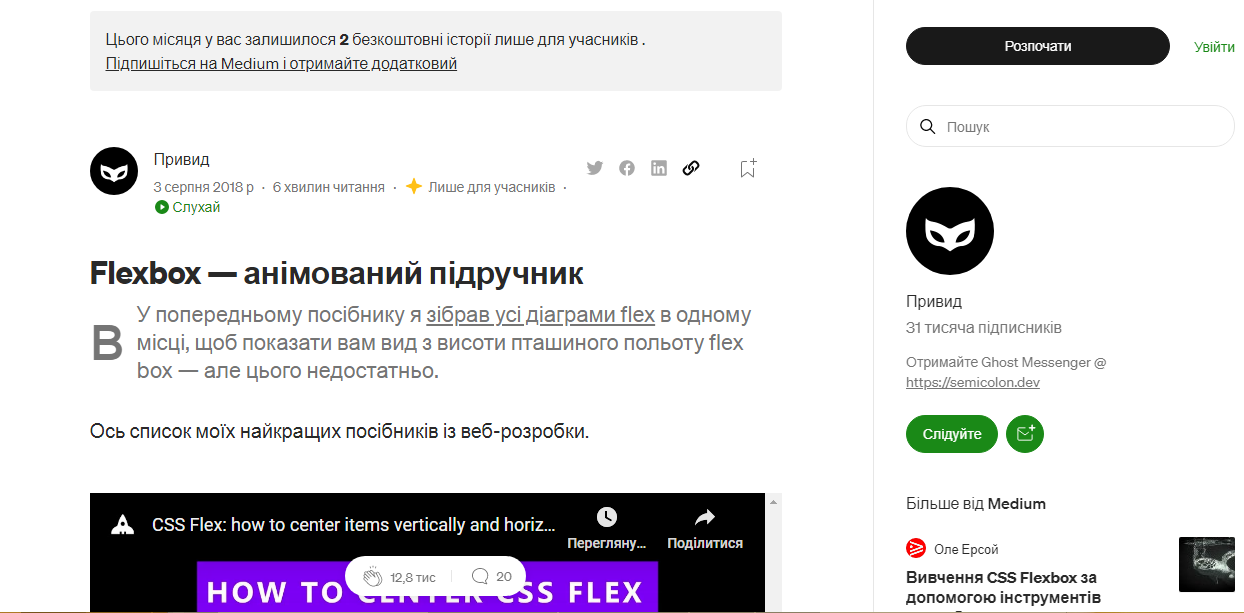 Цього місяця у вас залишилося 2 безкоштовні історії лише для учасників .
Підпишіться на Medium і отримайте додатковий
Привид
3 серпня 2018 р · 6 хвилин читання · Лише для учасників ·
Слухай
Flexbox — анімований підручник
В
У попередньому посібнику я зібрав усі діаграми flex в одному
місці, щоб показати вам вид з висоти пташиного польоту flex
box — але цього недостатньо.
Ось список моїх найкращих посібників із веб-розробки.
CSS Flex: how to center items vertically and horiz...
Перегляну...
Поділитися
HOW TO CENTER CSS FLEX
12,8 тис
20
Розпочати
Увійти
Пошук
Привид
31 тисяча підписників
Отримайте Ghost Messenger @
https://semicolon.dev
Слідуйте
Більше від Medium
Оле Ерсой
Вивчення CSS Flexbox за
допомогою інструментів